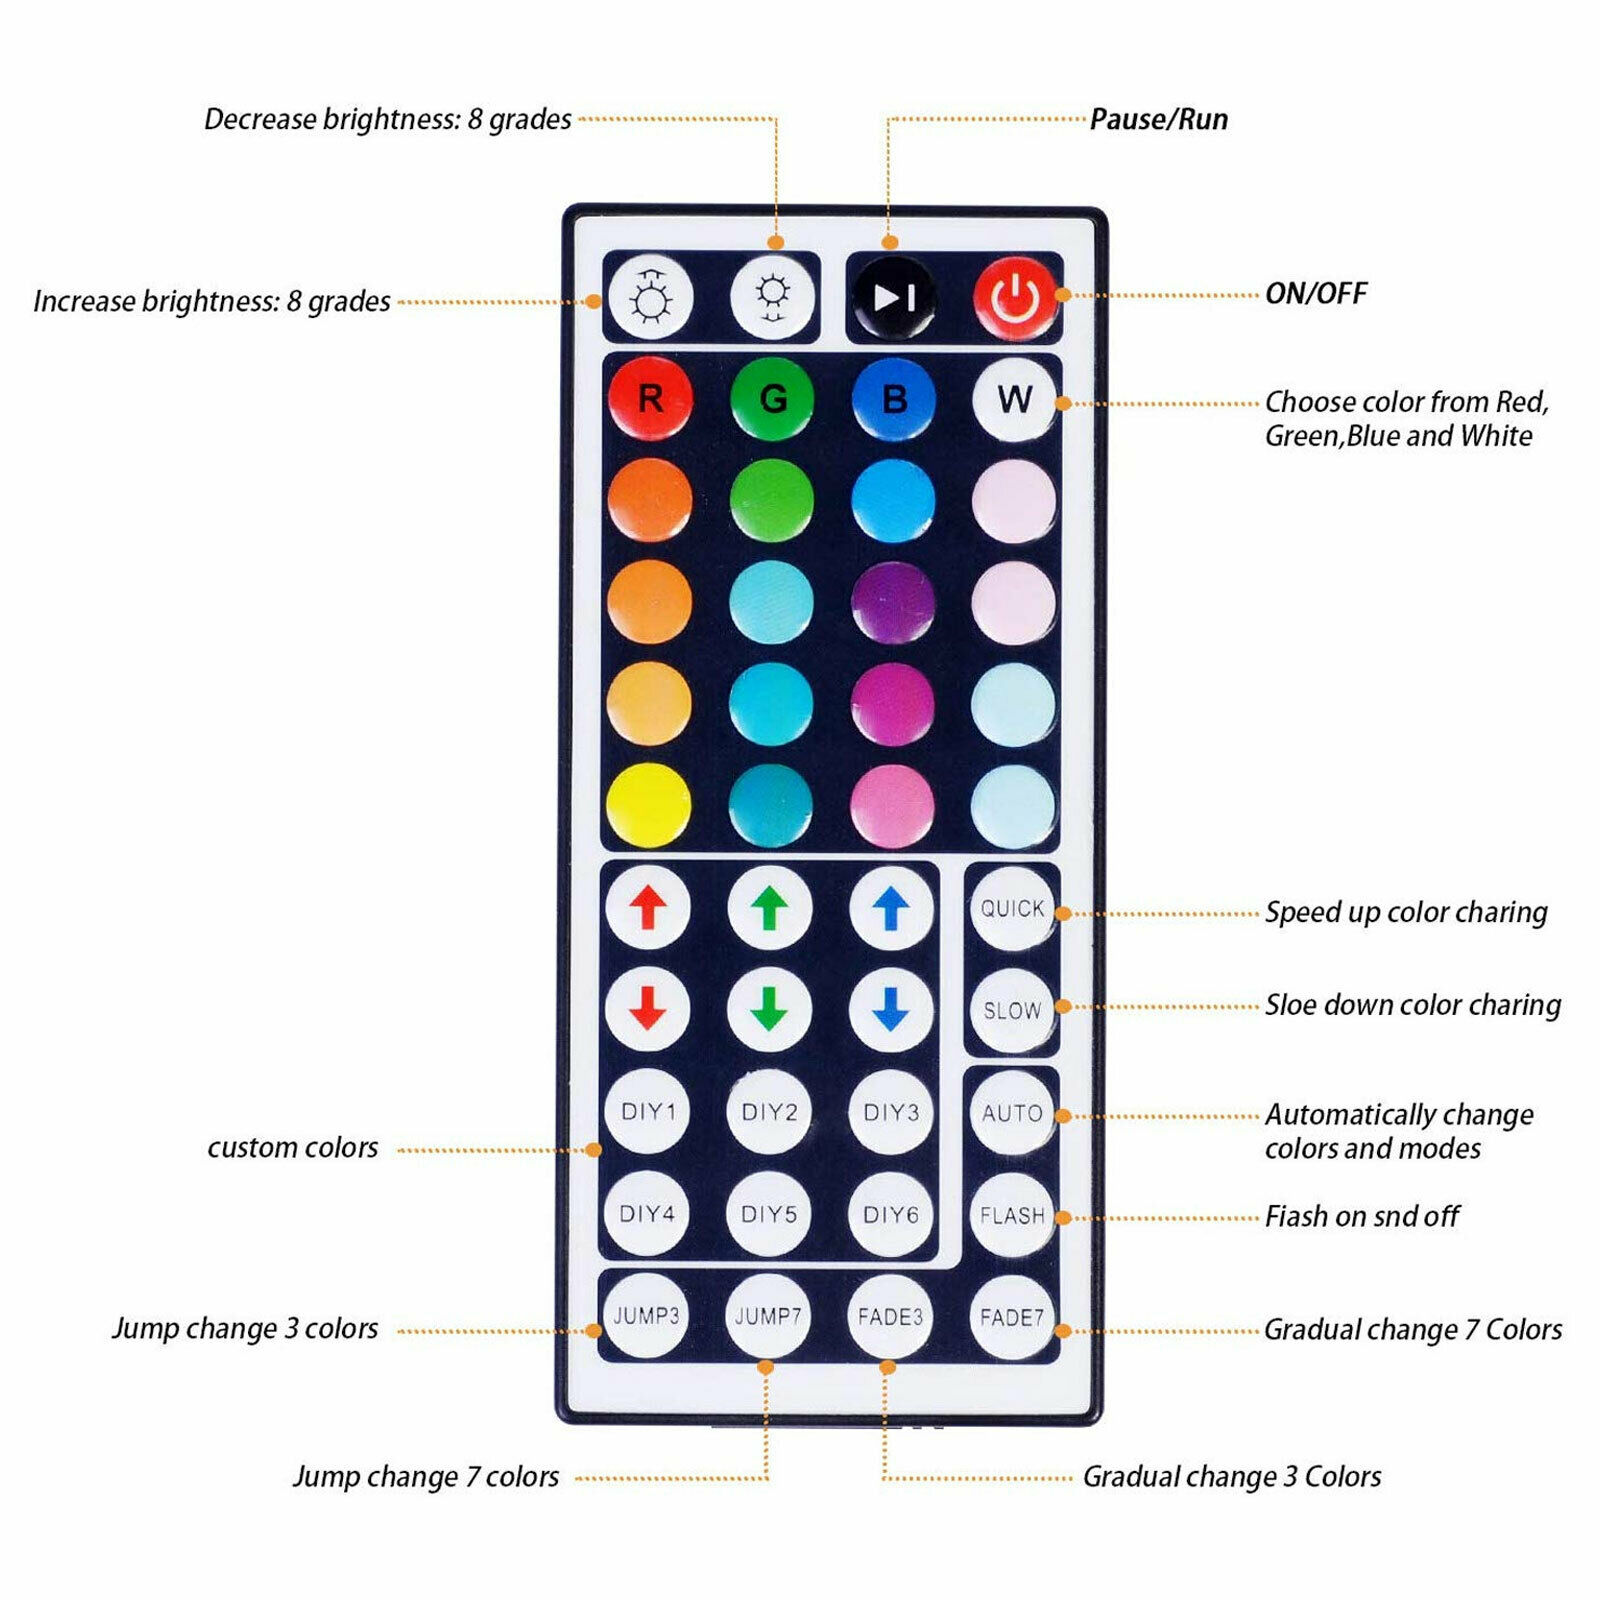 Decrease brightness: 8 grades
Pause/Run
Increase brightness: 8 grades
ON/OFF
R G B W
Choose color from Red,
Green,Blue and White
QUICK
Speed up color charing
SLOW
Sloe down color charing
DIY1 DIY2 DIY3 AUTO
Automatically change
colors and modes
custom colors
DIY4 DIY5 DIY6 FLASH
Fiash on snd off
JUMP3 JUMP7 FADE3 FADE7
Jump change 3 colors
Gradual change 7 Colors
Jump change 7 colors
Gradual change 3 Colors